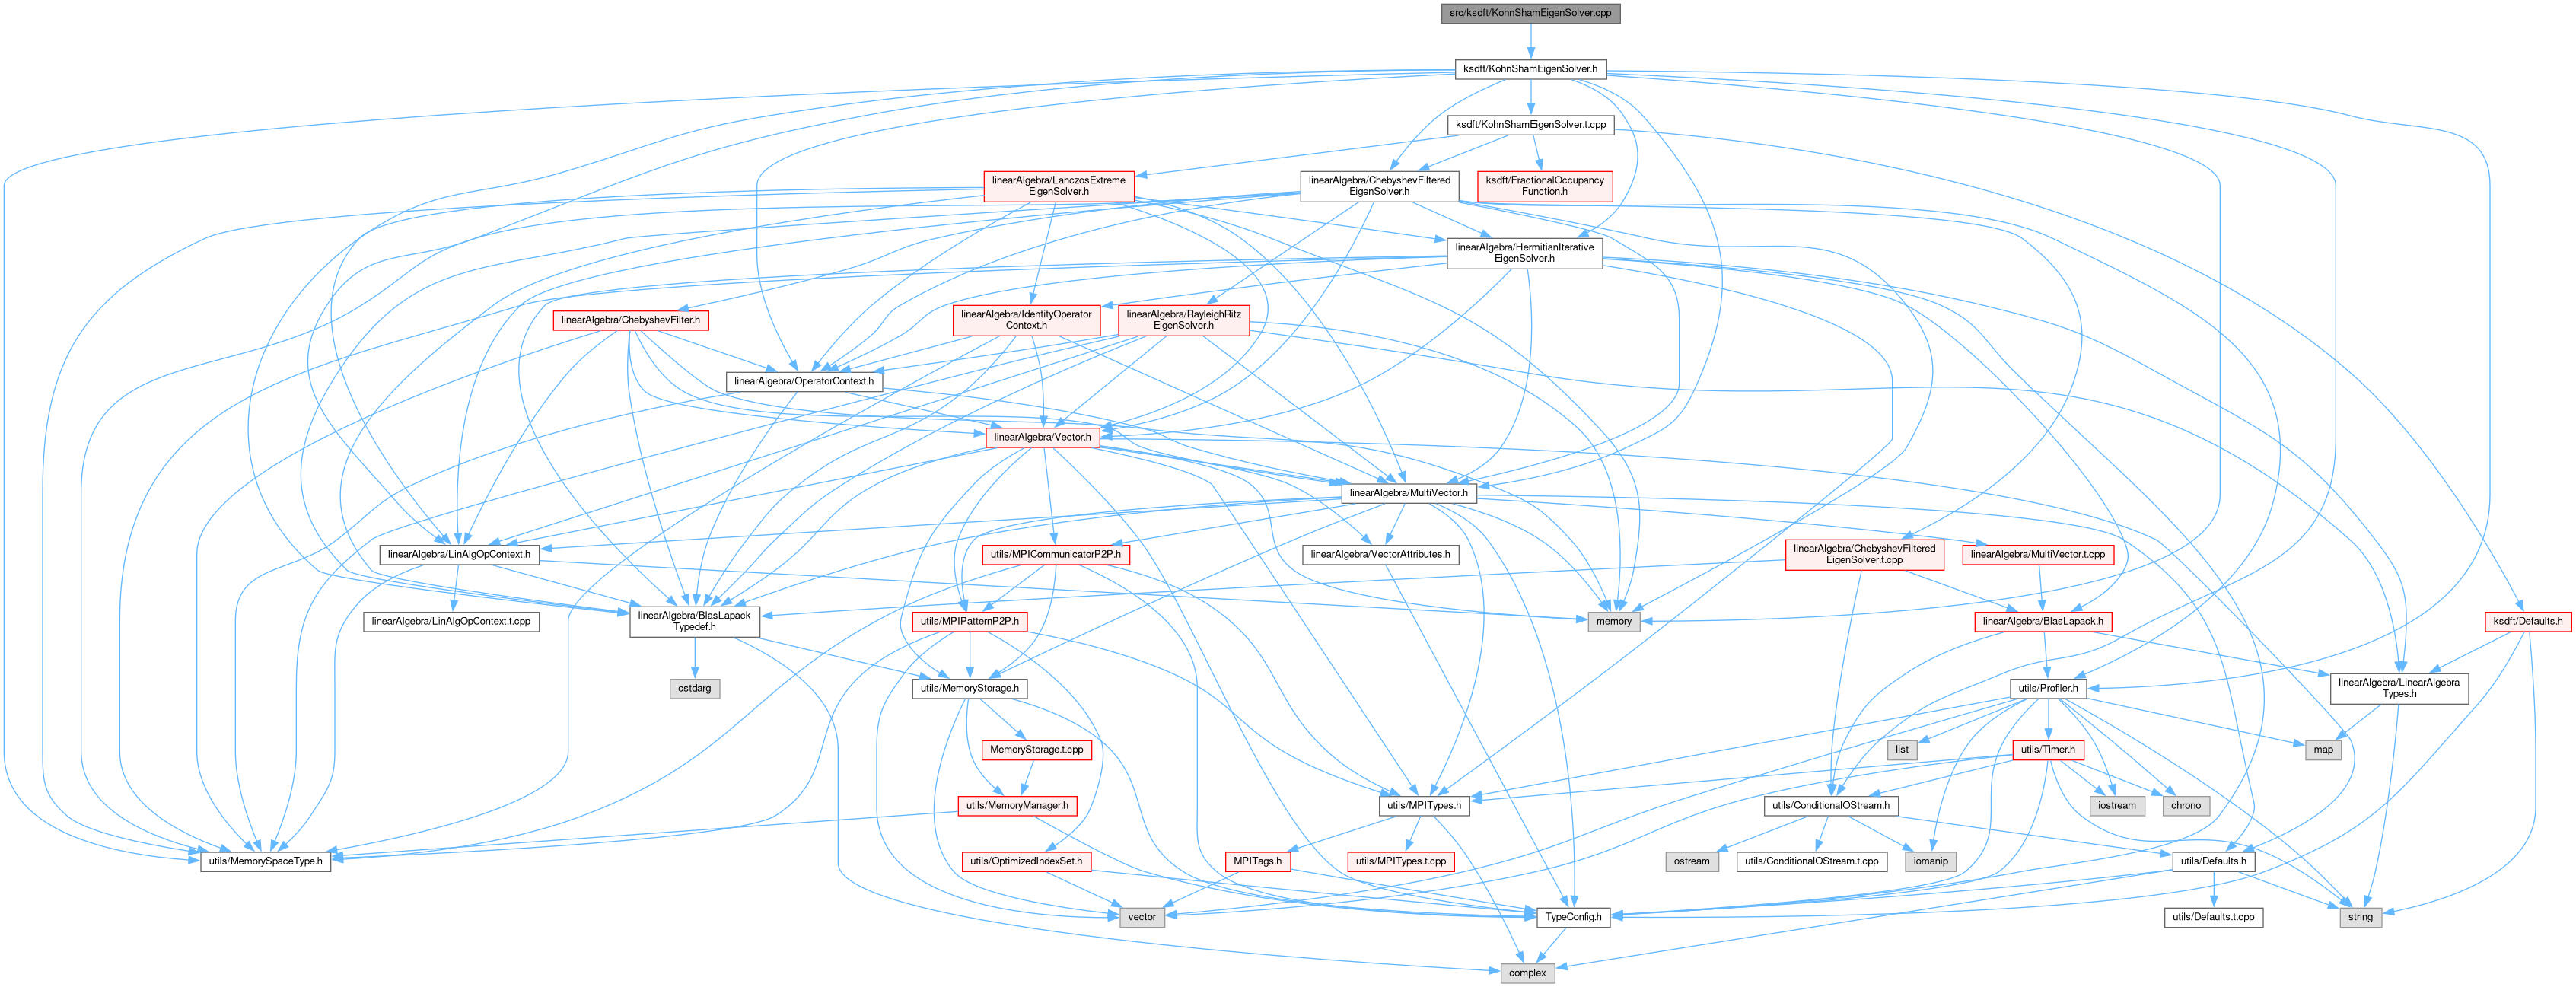 src/ksdft/KohnShamEigenSolver.cpp
ksdft/KohnShamEigenSolver.h
ksdft/KohnShamEigenSolver.t.cpp
linearAlgebra/LanczosExtreme
EigenSolver.h
linearAlgebra/ChebyshevFiltered
EigenSolver.h
ksdft/FractionalOccupancy
Function.h
linearAlgebra/HermitianIterative
EigenSolver.h
linearAlgebra/ChebyshevFilter.h
linearAlgebra/IdentityOperator
Context.h
linearAlgebra/RayleighRitz
EigenSolver.h
linearAlgebra/OperatorContext.h
linearAlgebra/Vector.h
linearAlgebra/MultiVector.h
linearAlgebra/LinAlgOpContext.h
utils/MPICommunicatorP2P.h
linearAlgebra/VectorAttributes.h
linearAlgebra/ChebyshevFiltered
EigenSolver.t.cpp
linearAlgebra/MultiVector.t.cpp
linearAlgebra/LinAlgOpContext.t.cpp
linearAlgebra/BlasLapack
Typedef.h
utils/MPIPatternP2P.h
memory
linearAlgebra/BlasLapack.h
ksdft/Defaults.h
cstdarg
utils/MemoryStorage.h
utils/Profiler.h
linearAlgebra/LinearAlgebra
Types.h
MemoryStorage.t.cpp
list
utils/Timer.h
map
utils/MemoryManager.h
utils/MPITypes.h
utils/ConditionalOStream.h
iostream
chrono
utils/MemorySpaceType.h
utils/OptimizedIndexSet.h
MPITags.h
utils/MPITypes.t.cpp
ostream
utils/ConditionalOStream.t.cpp
iomanip
utils/Defaults.h
vector
TypeConfig.h
utils/Defaults.t.cpp
string
complex